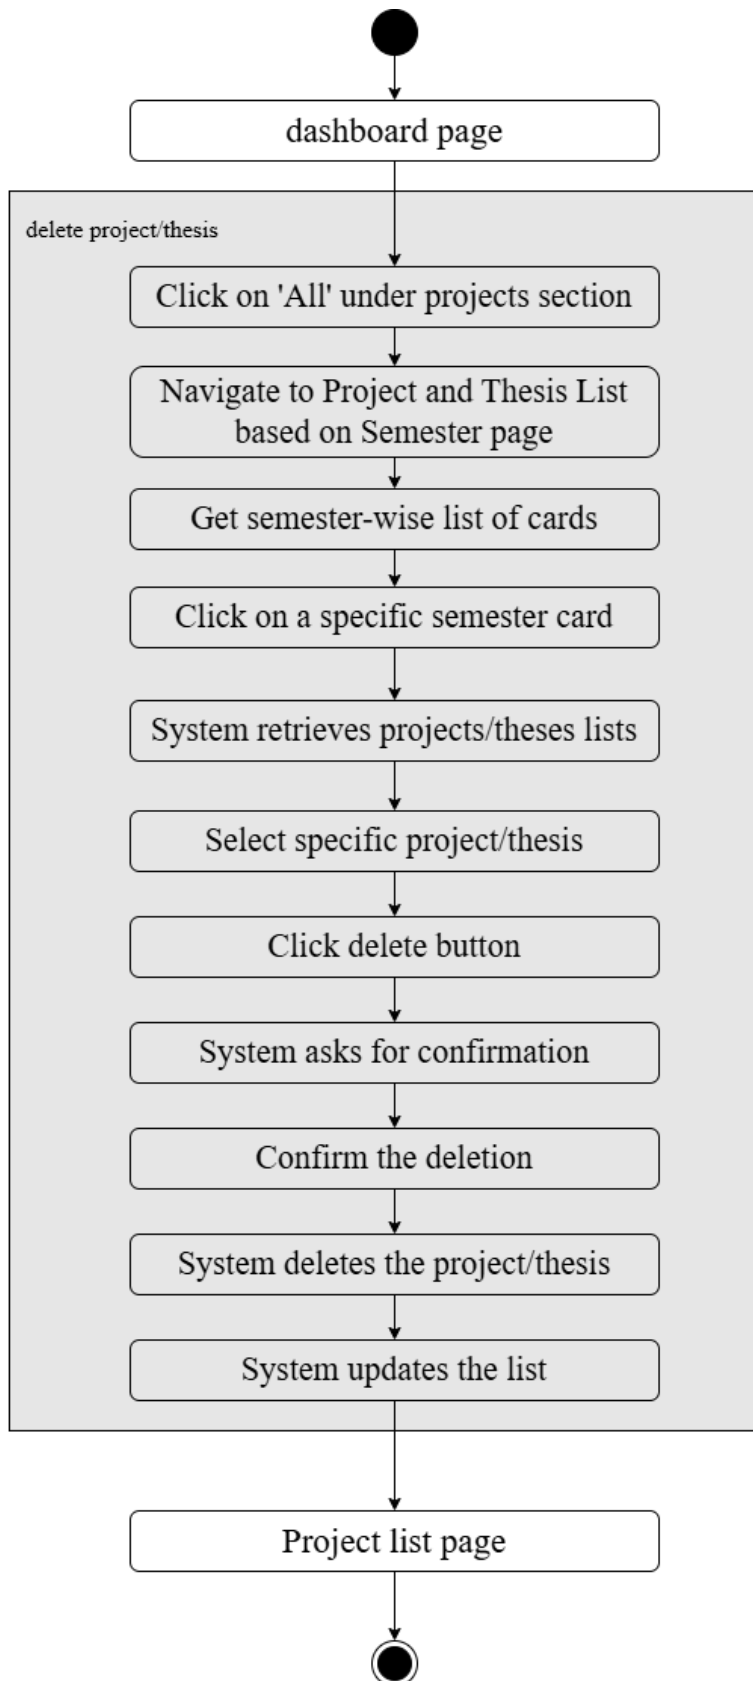 dashboard page
delete project/thesis
Click on 'All' under projects section
Navigate to Project and Thesis List
based on Semester page
Get semester-wise list of cards
Click on a specific semester card
System retrieves projects/theses lists
Select specific project/thesis
Click delete button
System asks for confirmation
Confirm the deletion
System deletes the project/thesis
System updates the list
Project list page